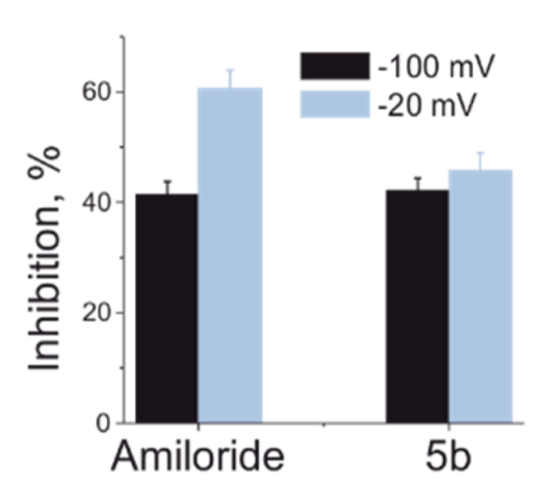 -100 mV
-20 mV
Inhibition, %
60
40
20
0
Amiloride 5b